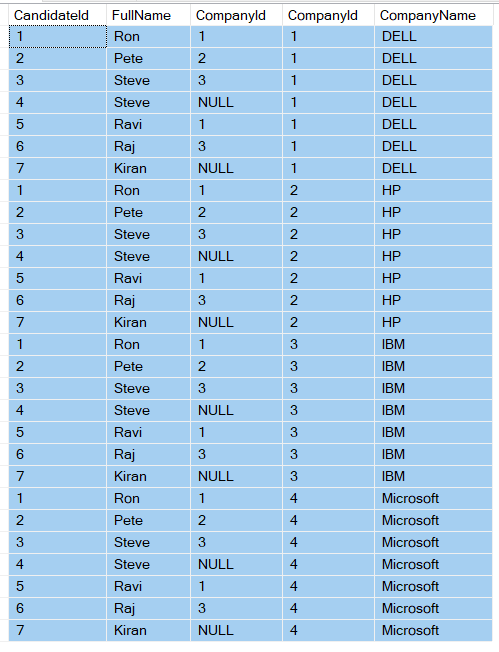 CandidateId FullName CompanyId CompanyId CompanyName
1 Ron 1 1 DELL
2 Pete 2 1 DELL
3 Steve 3 1 DELL
4 Steve NULL 1 DELL
5 Ravi 1 1 DELL
6 Raj 3 1 DELL
7 Kiran NULL 1 DELL
1 Ron 1 2 HP
2 Pete 2 2 HP
3 Steve 3 2 HP
4 Steve NULL 2 HP
5 Ravi 1 2 HP
6 Raj 3 2 HP
7 Kiran NULL 2 HP
1 Ron 1 3 IBM
2 Pete 2 3 IBM
3 Steve 3 3 IBM
4 Steve NULL 3 IBM
5 Ravi 1 3 IBM
6 Raj 3 3 IBM
7 Kiran NULL 3 IBM
1 Ron 1 4 Microsoft
2 Pete 2 4 Microsoft
3 Steve 3 4 Microsoft
4 Steve NULL 4 Microsoft
5 Ravi 1 4 Microsoft
6 Raj 3 4 Microsoft
7 Kiran NULL 4 Microsoft